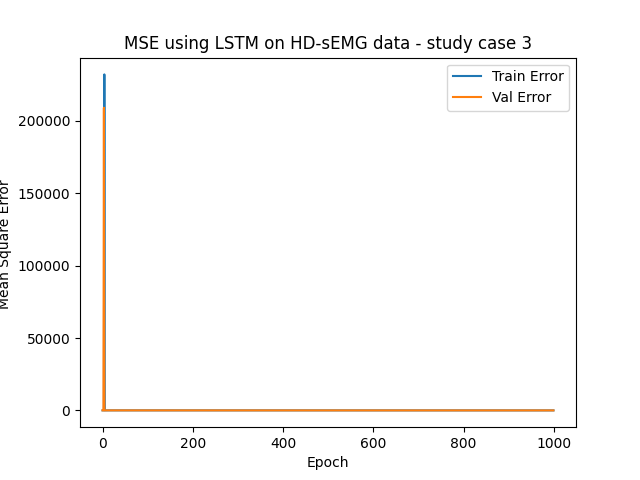 MSE using LSTM on HD-sEMG data - study case 3
Train Error
Val Error
200000
150000
100000
50000
0
Mean Square Error
0 200 400 600 800 1000
Epoch